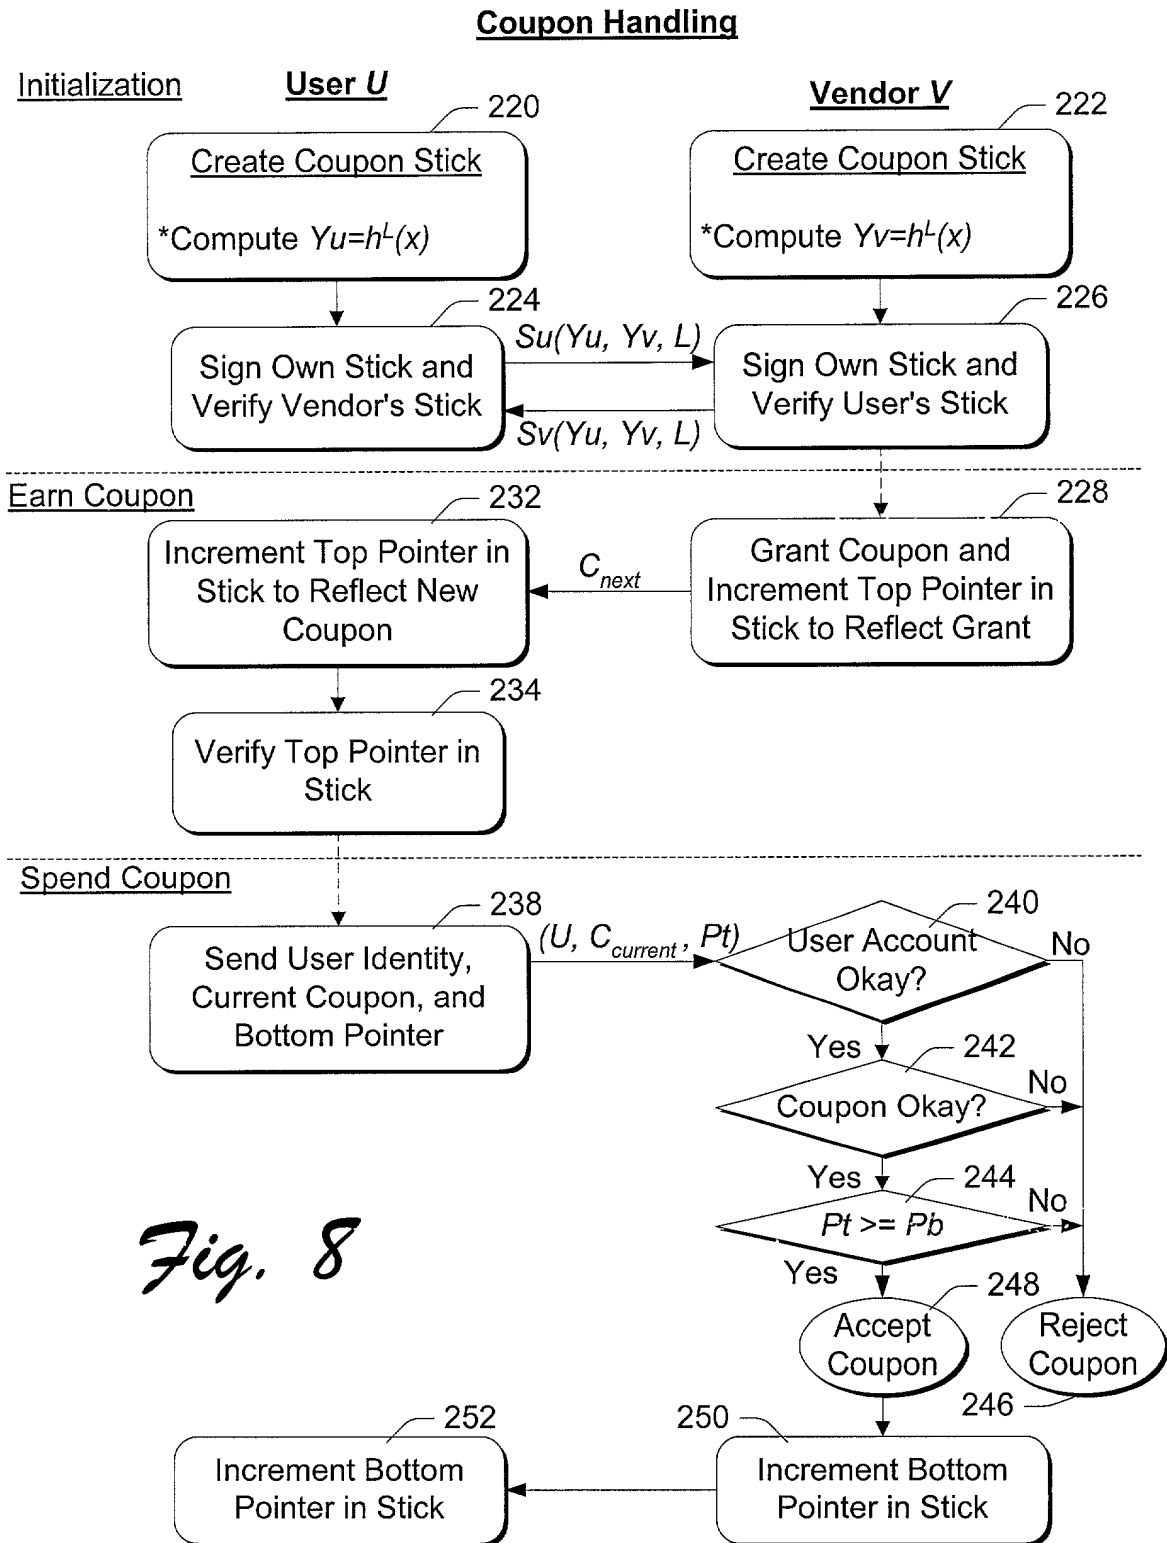 Coupon Handling
Initialization
User U
Vendor V
220
222
Create Coupon Stick
*Compute Yu=h^L(x)
Create Coupon Stick
*Compute Yv=h^L(x)
224
226
Sign Own Stick and
Verify Vendor's Stick
Su(Yu, Yv, L)
Sv(Yu, Yv, L)
Sign Own Stick and
Verify User's Stick
Earn Coupon
232
228
Increment Top Pointer in
Stick to Reflect New
Coupon
C_next
Grant Coupon and
Increment Top Pointer in
Stick to Reflect Grant
234
Verify Top Pointer in
Stick
Spend Coupon
238
Send User Identity,
Current Coupon, and
Bottom Pointer
(U, C_current, Pt)
240
User Account
Okay?
No
Yes
242
Coupon Okay?
No
Yes
244
Pt >= Pb
No
Yes
248
Accept
Coupon
Reject
Coupon
246
Fig. 8
252
250
Increment Bottom
Pointer in Stick
Increment Bottom
Pointer in Stick